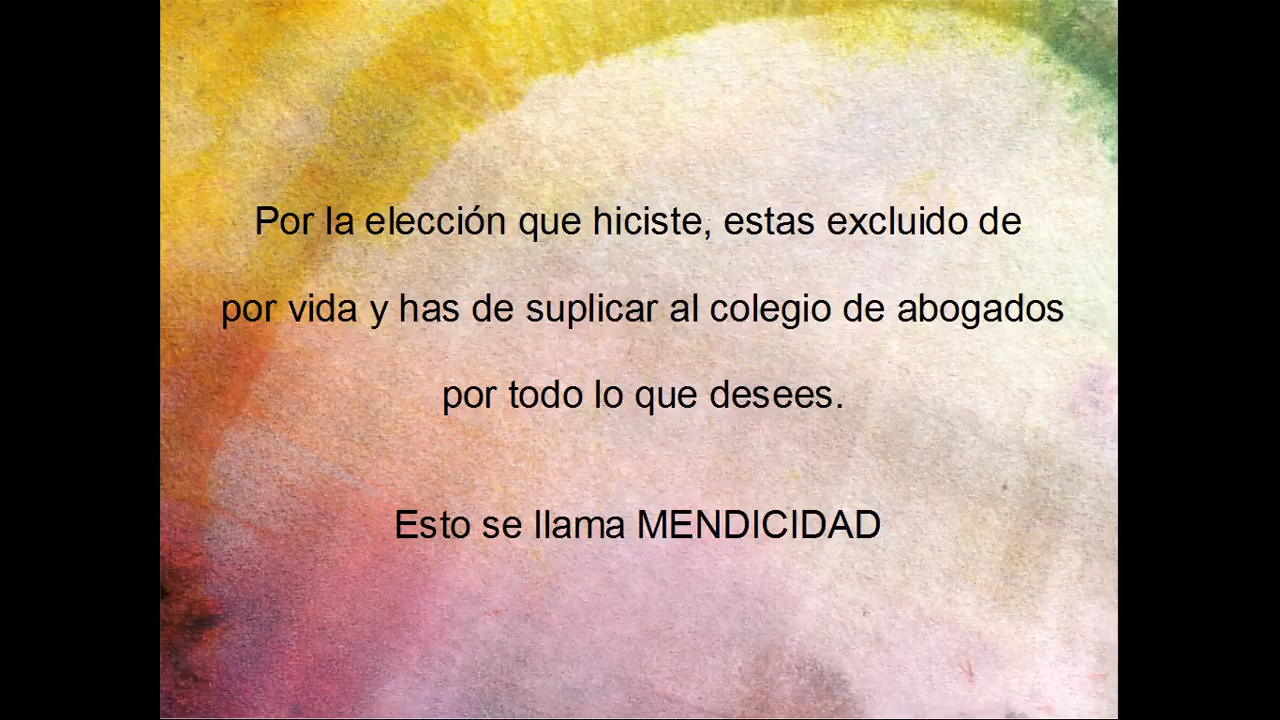 Por la elección que hiciste, estas excluido de
por vida y has de suplicar al colegio de abogados
por todo lo que desees.
Esto se llama MENDICIDAD